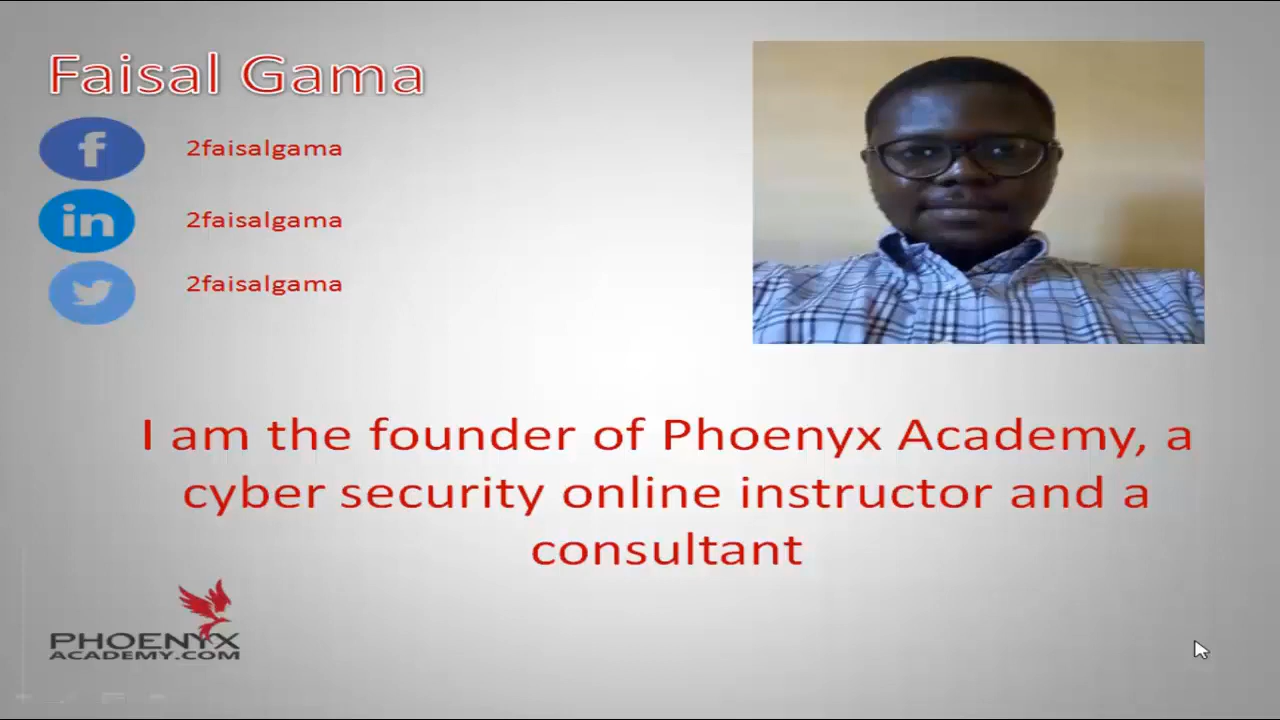 Faisal Gama
f 2faisalgama
in 2faisalgama
2faisalgama
I am the founder of Phoenyx Academy, a
cyber security online instructor and a
consultant
PHOENYX
ACADEMY.COM